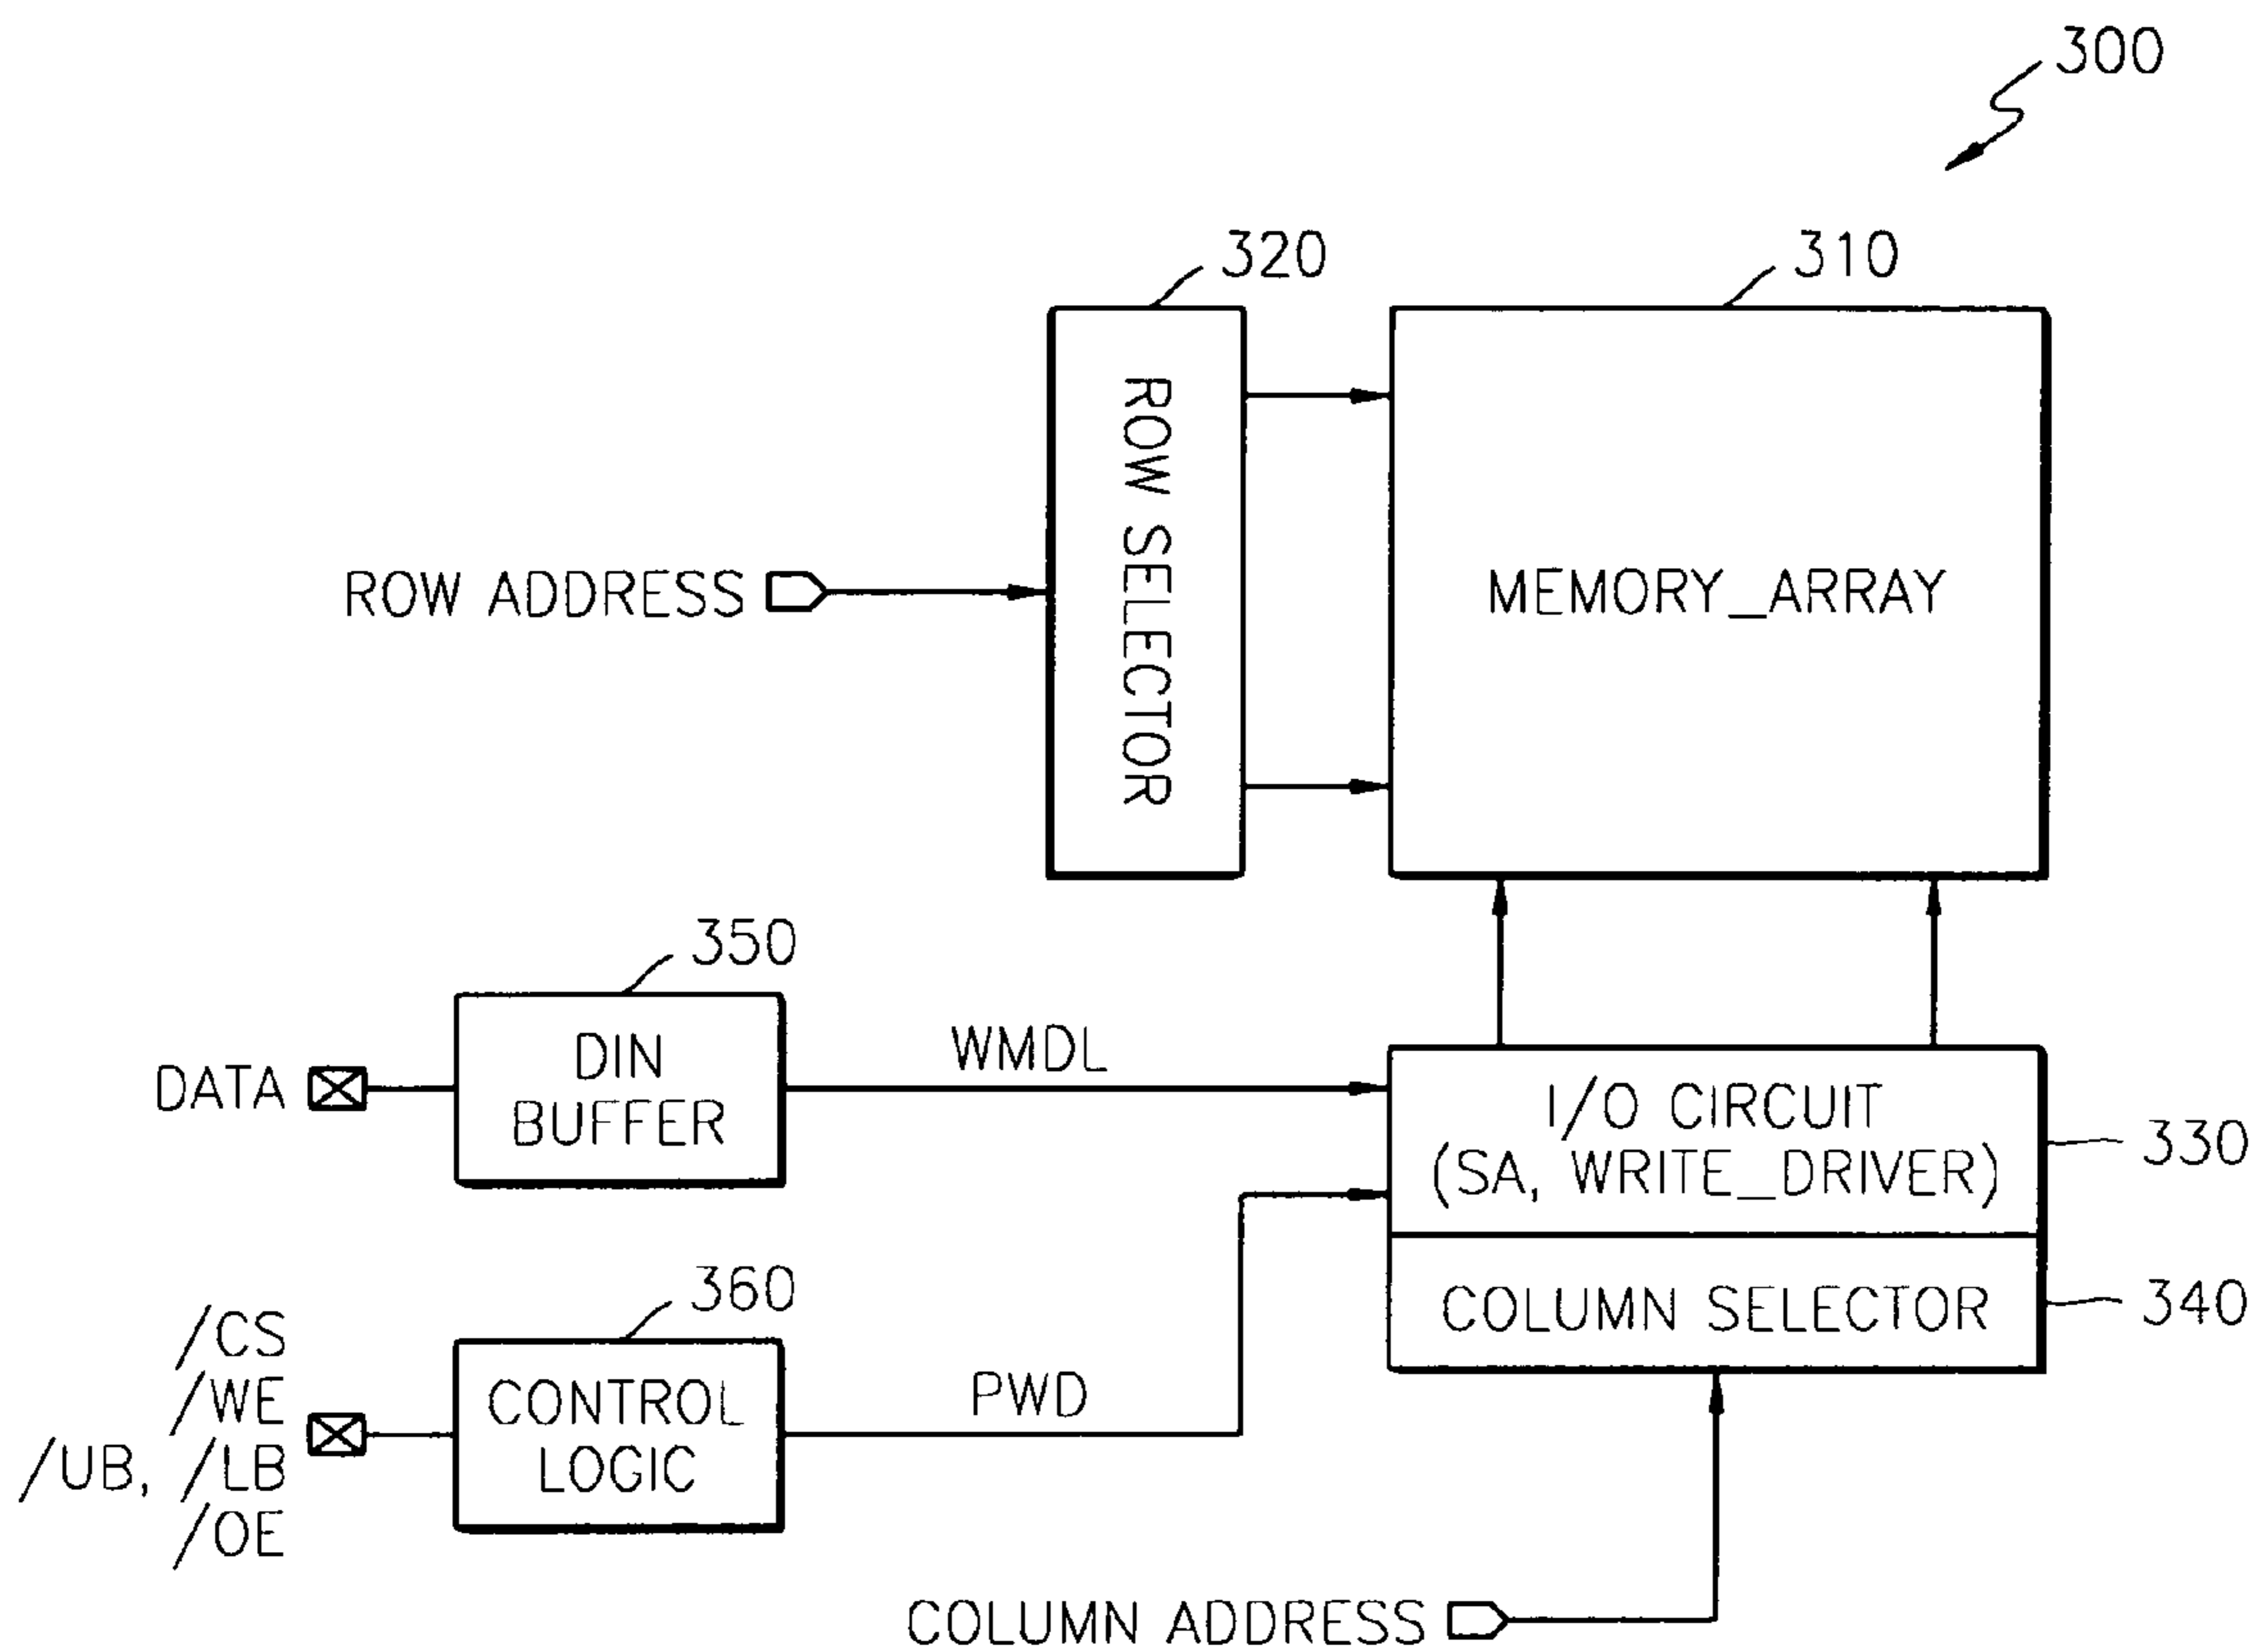 300
320
310
ROW SELECTOR
ROW ADDRESS
MEMORY_ARRAY
350
DIN
BUFFER
DATA
WMDL
I/O CIRCUIT
(SA, WRITE_DRIVER)
330
360
COLUMN SELECTOR
340
/CS
/WE
/UB, /LB
/OE
CONTROL
LOGIC
PWD
COLUMN ADDRESS